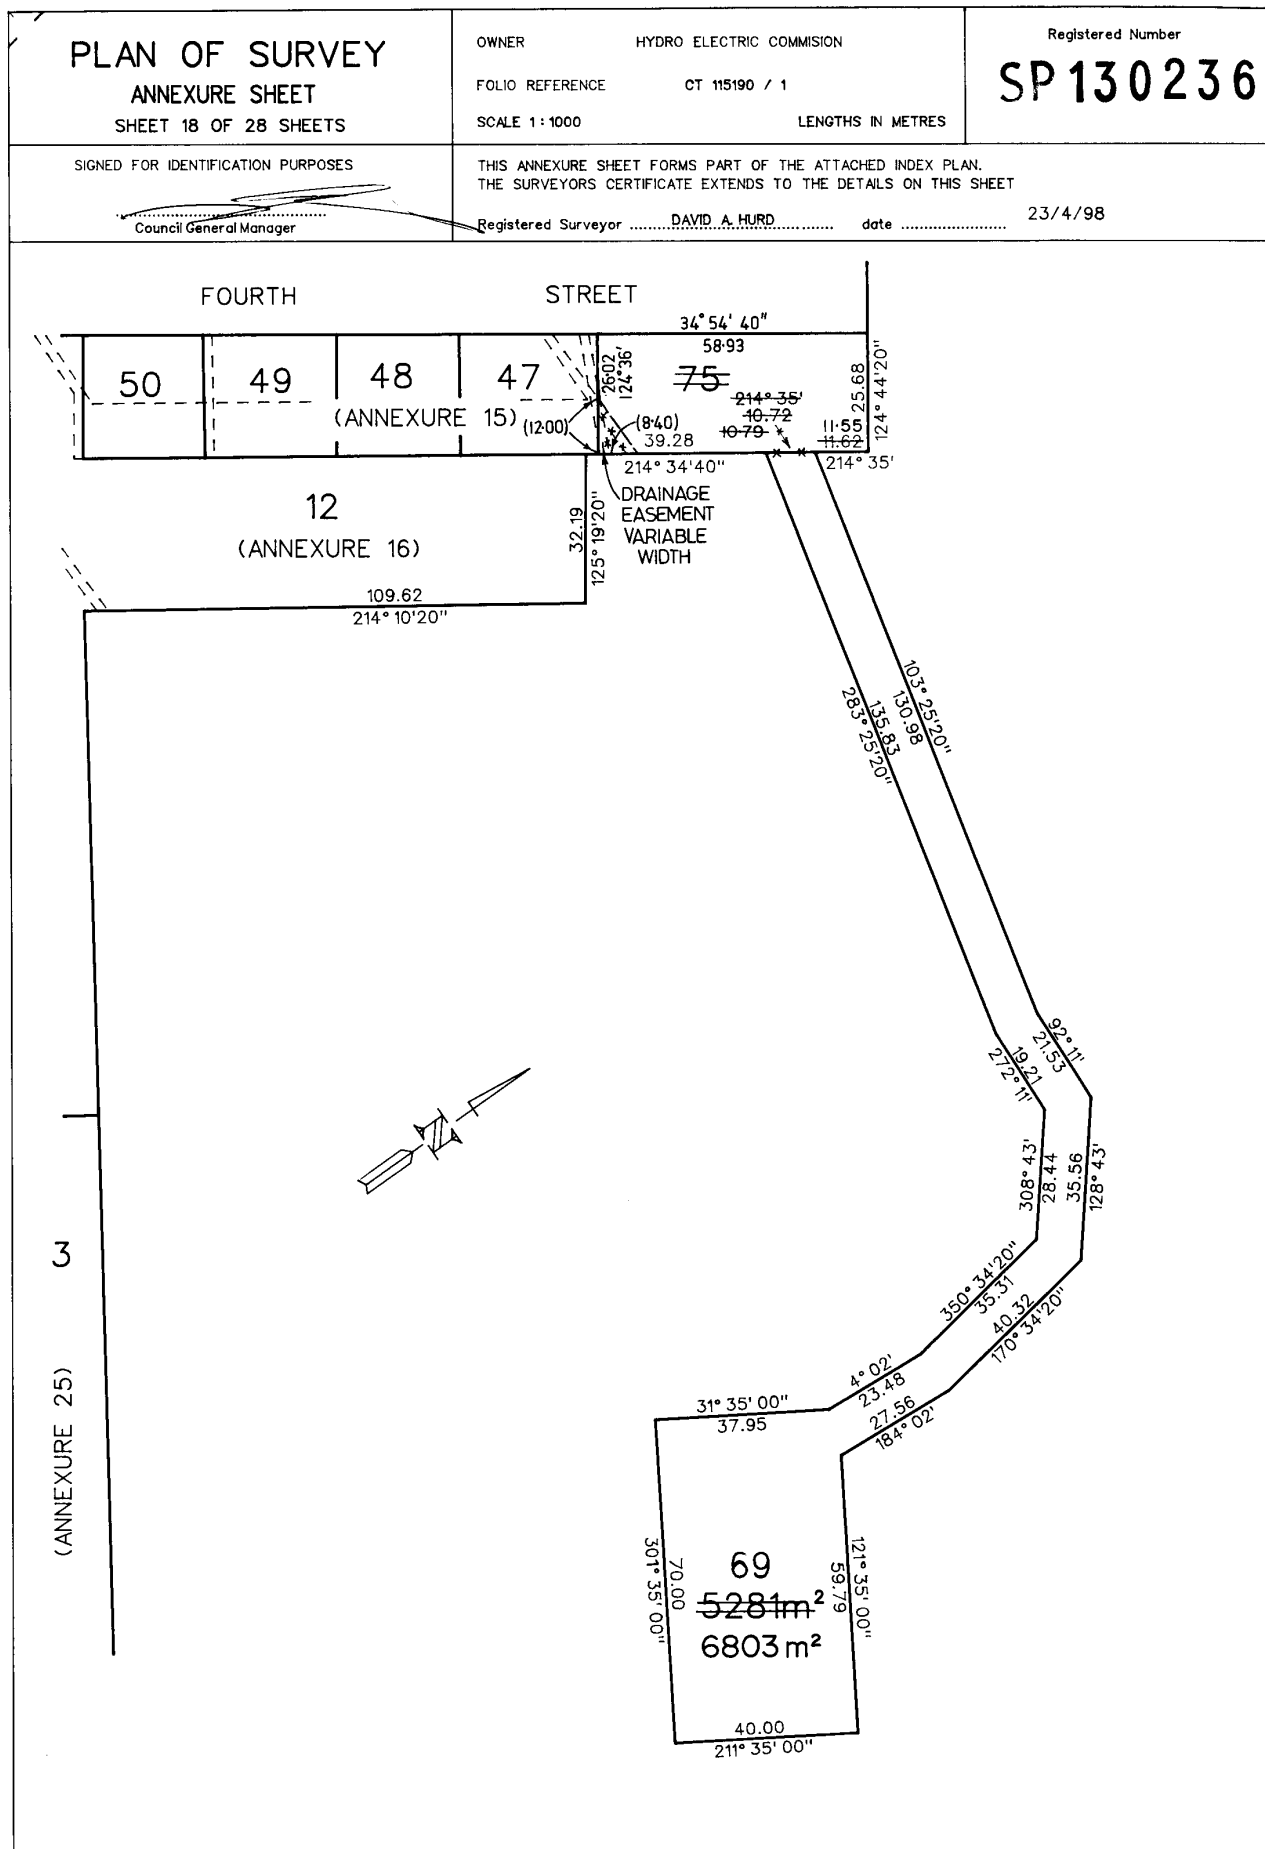 PLAN OF SURVEY
ANNEXURE SHEET
SHEET 18 OF 28 SHEETS
OWNER HYDRO ELECTRIC COMMISION
FOLIO REFERENCE CT 115190 / 1
SCALE 1 : 1000 LENGTHS IN METRES
Registered Number
SP130236
SIGNED FOR IDENTIFICATION PURPOSES
Council General Manager
THIS ANNEXURE SHEET FORMS PART OF THE ATTACHED INDEX PLAN.
THE SURVEYORS CERTIFICATE EXTENDS TO THE DETAILS ON THIS SHEET
Registered Surveyor DAVID A. HURD date 23/4/98
FOURTH STREET
34° 54' 40"
58·93
50
49
48
47
(ANNEXURE 15)
26·02
124°36'
75
214° 35'
10.72
10.79
(12·00)
(8·40)
39.28
11·55
11.62
25.68
124° 44'20"
214° 34'40"
214° 35'
DRAINAGE
EASEMENT
VARIABLE
WIDTH
12
(ANNEXURE 16)
32.19
125° 19'20"
109.62
214° 10'20"
103° 25'20"
130.98
135.83
283° 25'20"
92° 11'
21.53
19.21
272° 11'
308° 43'
28.44
35.56
128° 43'
350° 34'20"
35.31
40.32
170° 34'20"
4° 02'
23.48
27.56
184° 02'
31° 35' 00"
37.95
3
(ANNEXURE 25)
301° 35' 00"
70.00
69
5281m²
6803m²
59.79
121° 35' 00"
40.00
211° 35' 00"